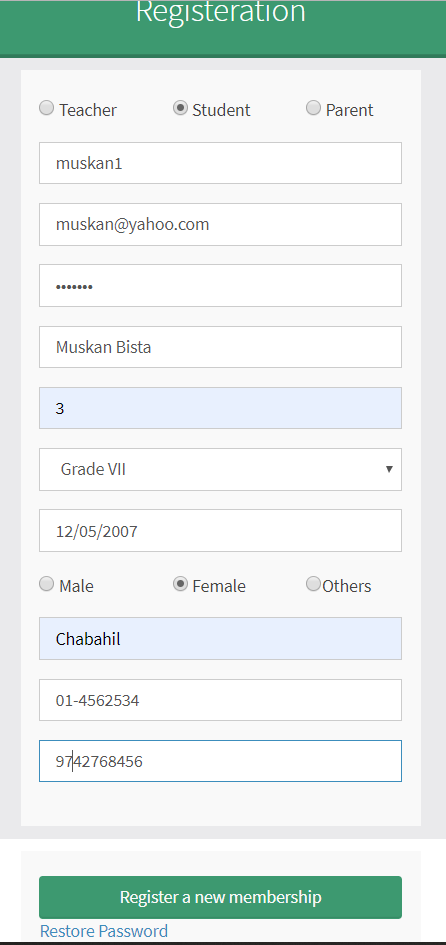 Registeration
Teacher Student Parent
muskan1
muskan@yahoo.com
•••••••
Muskan Bista
3
Grade VII
12/05/2007
Male Female Others
Chabahil
01-4562534
9742768456
Register a new membership
Restore Password